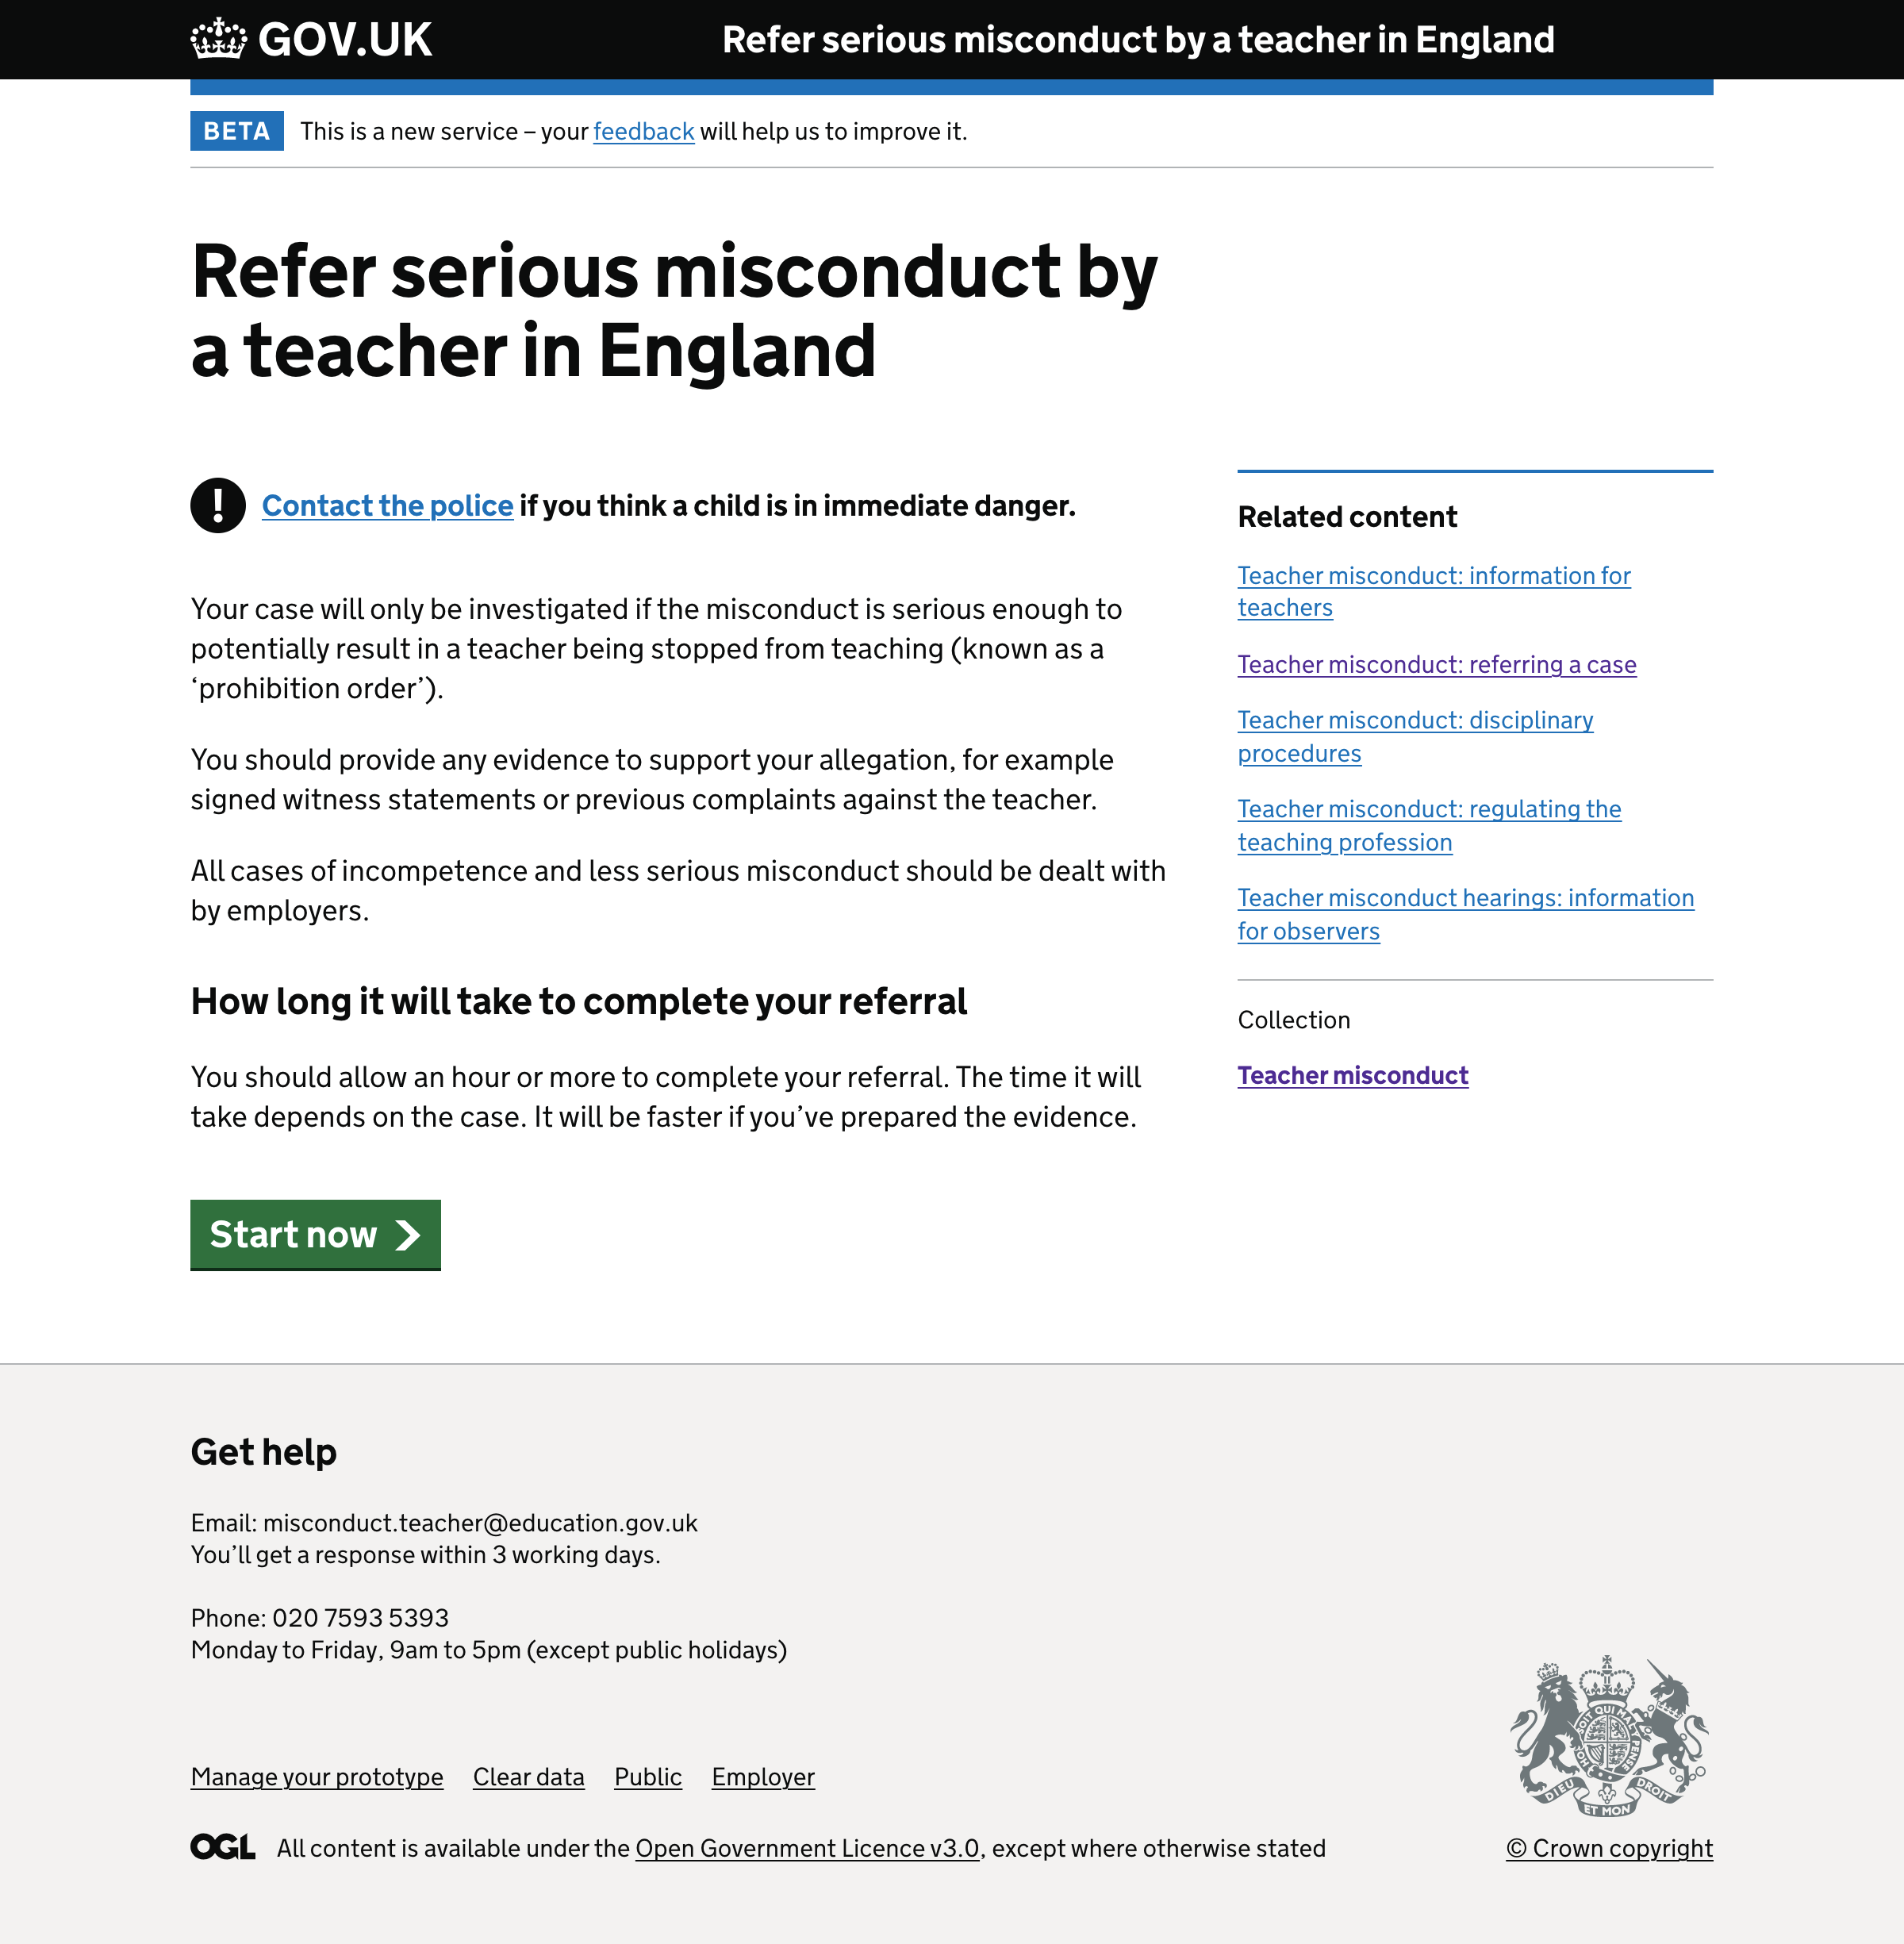 GOV.UK
Refer serious misconduct by a teacher in England
BETA
This is a new service – your feedback will help us to improve it.
Refer serious misconduct by
a teacher in England
! Contact the police if you think a child is in immediate danger.
Your case will only be investigated if the misconduct is serious enough to
potentially result in a teacher being stopped from teaching (known as a
‘prohibition order’).
You should provide any evidence to support your allegation, for example
signed witness statements or previous complaints against the teacher.
All cases of incompetence and less serious misconduct should be dealt with
by employers.
How long it will take to complete your referral
You should allow an hour or more to complete your referral. The time it will
take depends on the case. It will be faster if you’ve prepared the evidence.
Start now
Related content
Teacher misconduct: information for
teachers
Teacher misconduct: referring a case
Teacher misconduct: disciplinary
procedures
Teacher misconduct: regulating the
teaching profession
Teacher misconduct hearings: information
for observers
Collection
Teacher misconduct
Get help
Email: misconduct.teacher@education.gov.uk
You’ll get a response within 3 working days.
Phone: 020 7593 5393
Monday to Friday, 9am to 5pm (except public holidays)
Manage your prototype
Clear data
Public
Employer
OGL
All content is available under the Open Government Licence v3.0, except where otherwise stated
SOIT QUI MAL
DIEU ET MON DROIT
© Crown copyright